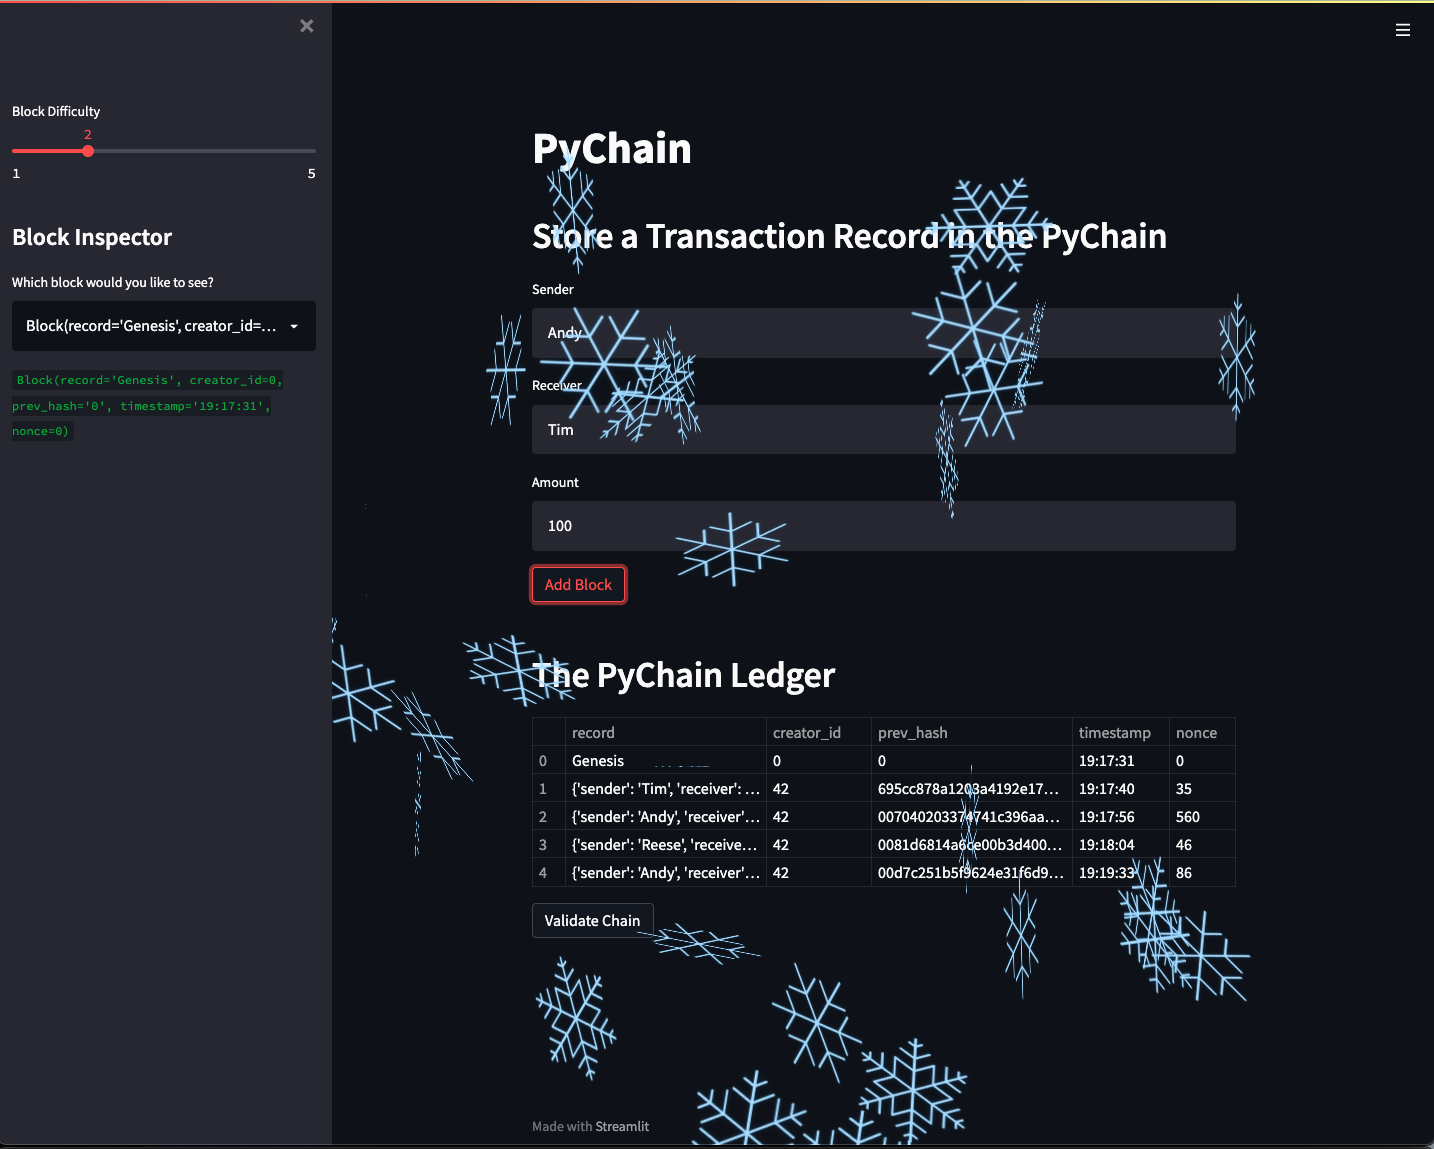 Block Difficulty
2
1 5
Block Inspector
Which block would you like to see?
Block(record='Genesis', creator_id=...
Block(record='Genesis', creator_id=0,
prev_hash='0', timestamp='19:17:31',
nonce=0)
PyChain
Store a Transaction Record in the PyChain
Sender
Andy
Receiver
Tim
Amount
100
Add Block
The PyChain Ledger
record creator_id prev_hash timestamp nonce
0 Genesis 0 0 19:17:31 0
1 {'sender': 'Tim', 'receiver': ... 42 695cc878a1203a4192e17... 19:17:40 35
2 {'sender': 'Andy', 'receiver'... 42 007040203374741c396aa... 19:17:56 560
3 {'sender': 'Reese', 'receive... 42 0081d6814a6ce00b3d400... 19:18:04 46
4 {'sender': 'Andy', 'receiver'... 42 00d7c251b5f9624e31f6d9... 19:19:33 86
Validate Chain
Made with Streamlit